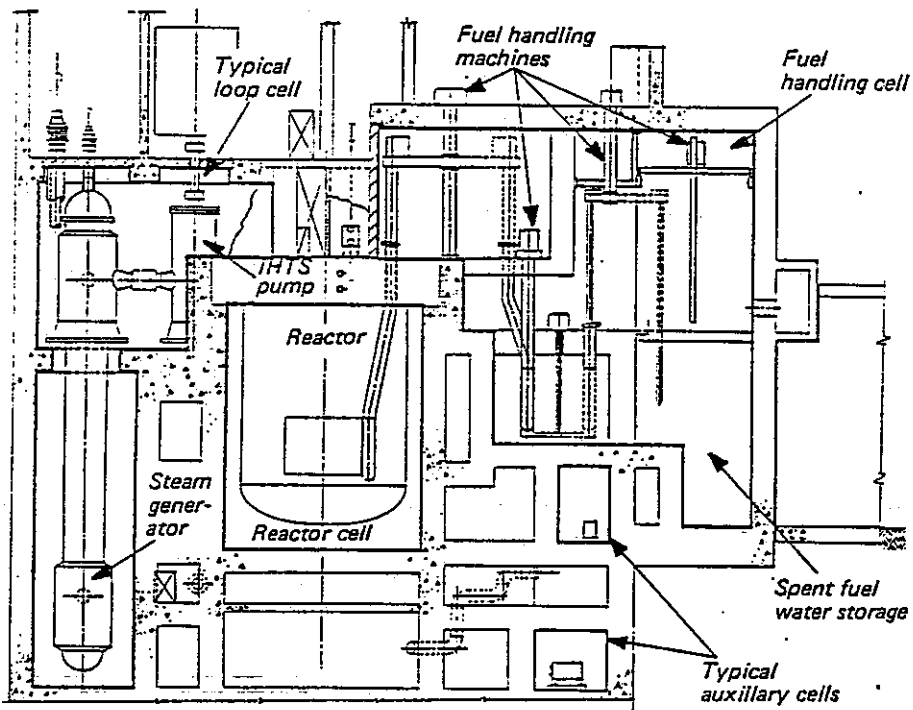 Fuel handling
machines
Typical
loop cell
Fuel
handling cell
IHTS
pump
Reactor
Steam
gener-
ator
Reactor cell
Spent fuel
water storage
Typical
auxillary cells